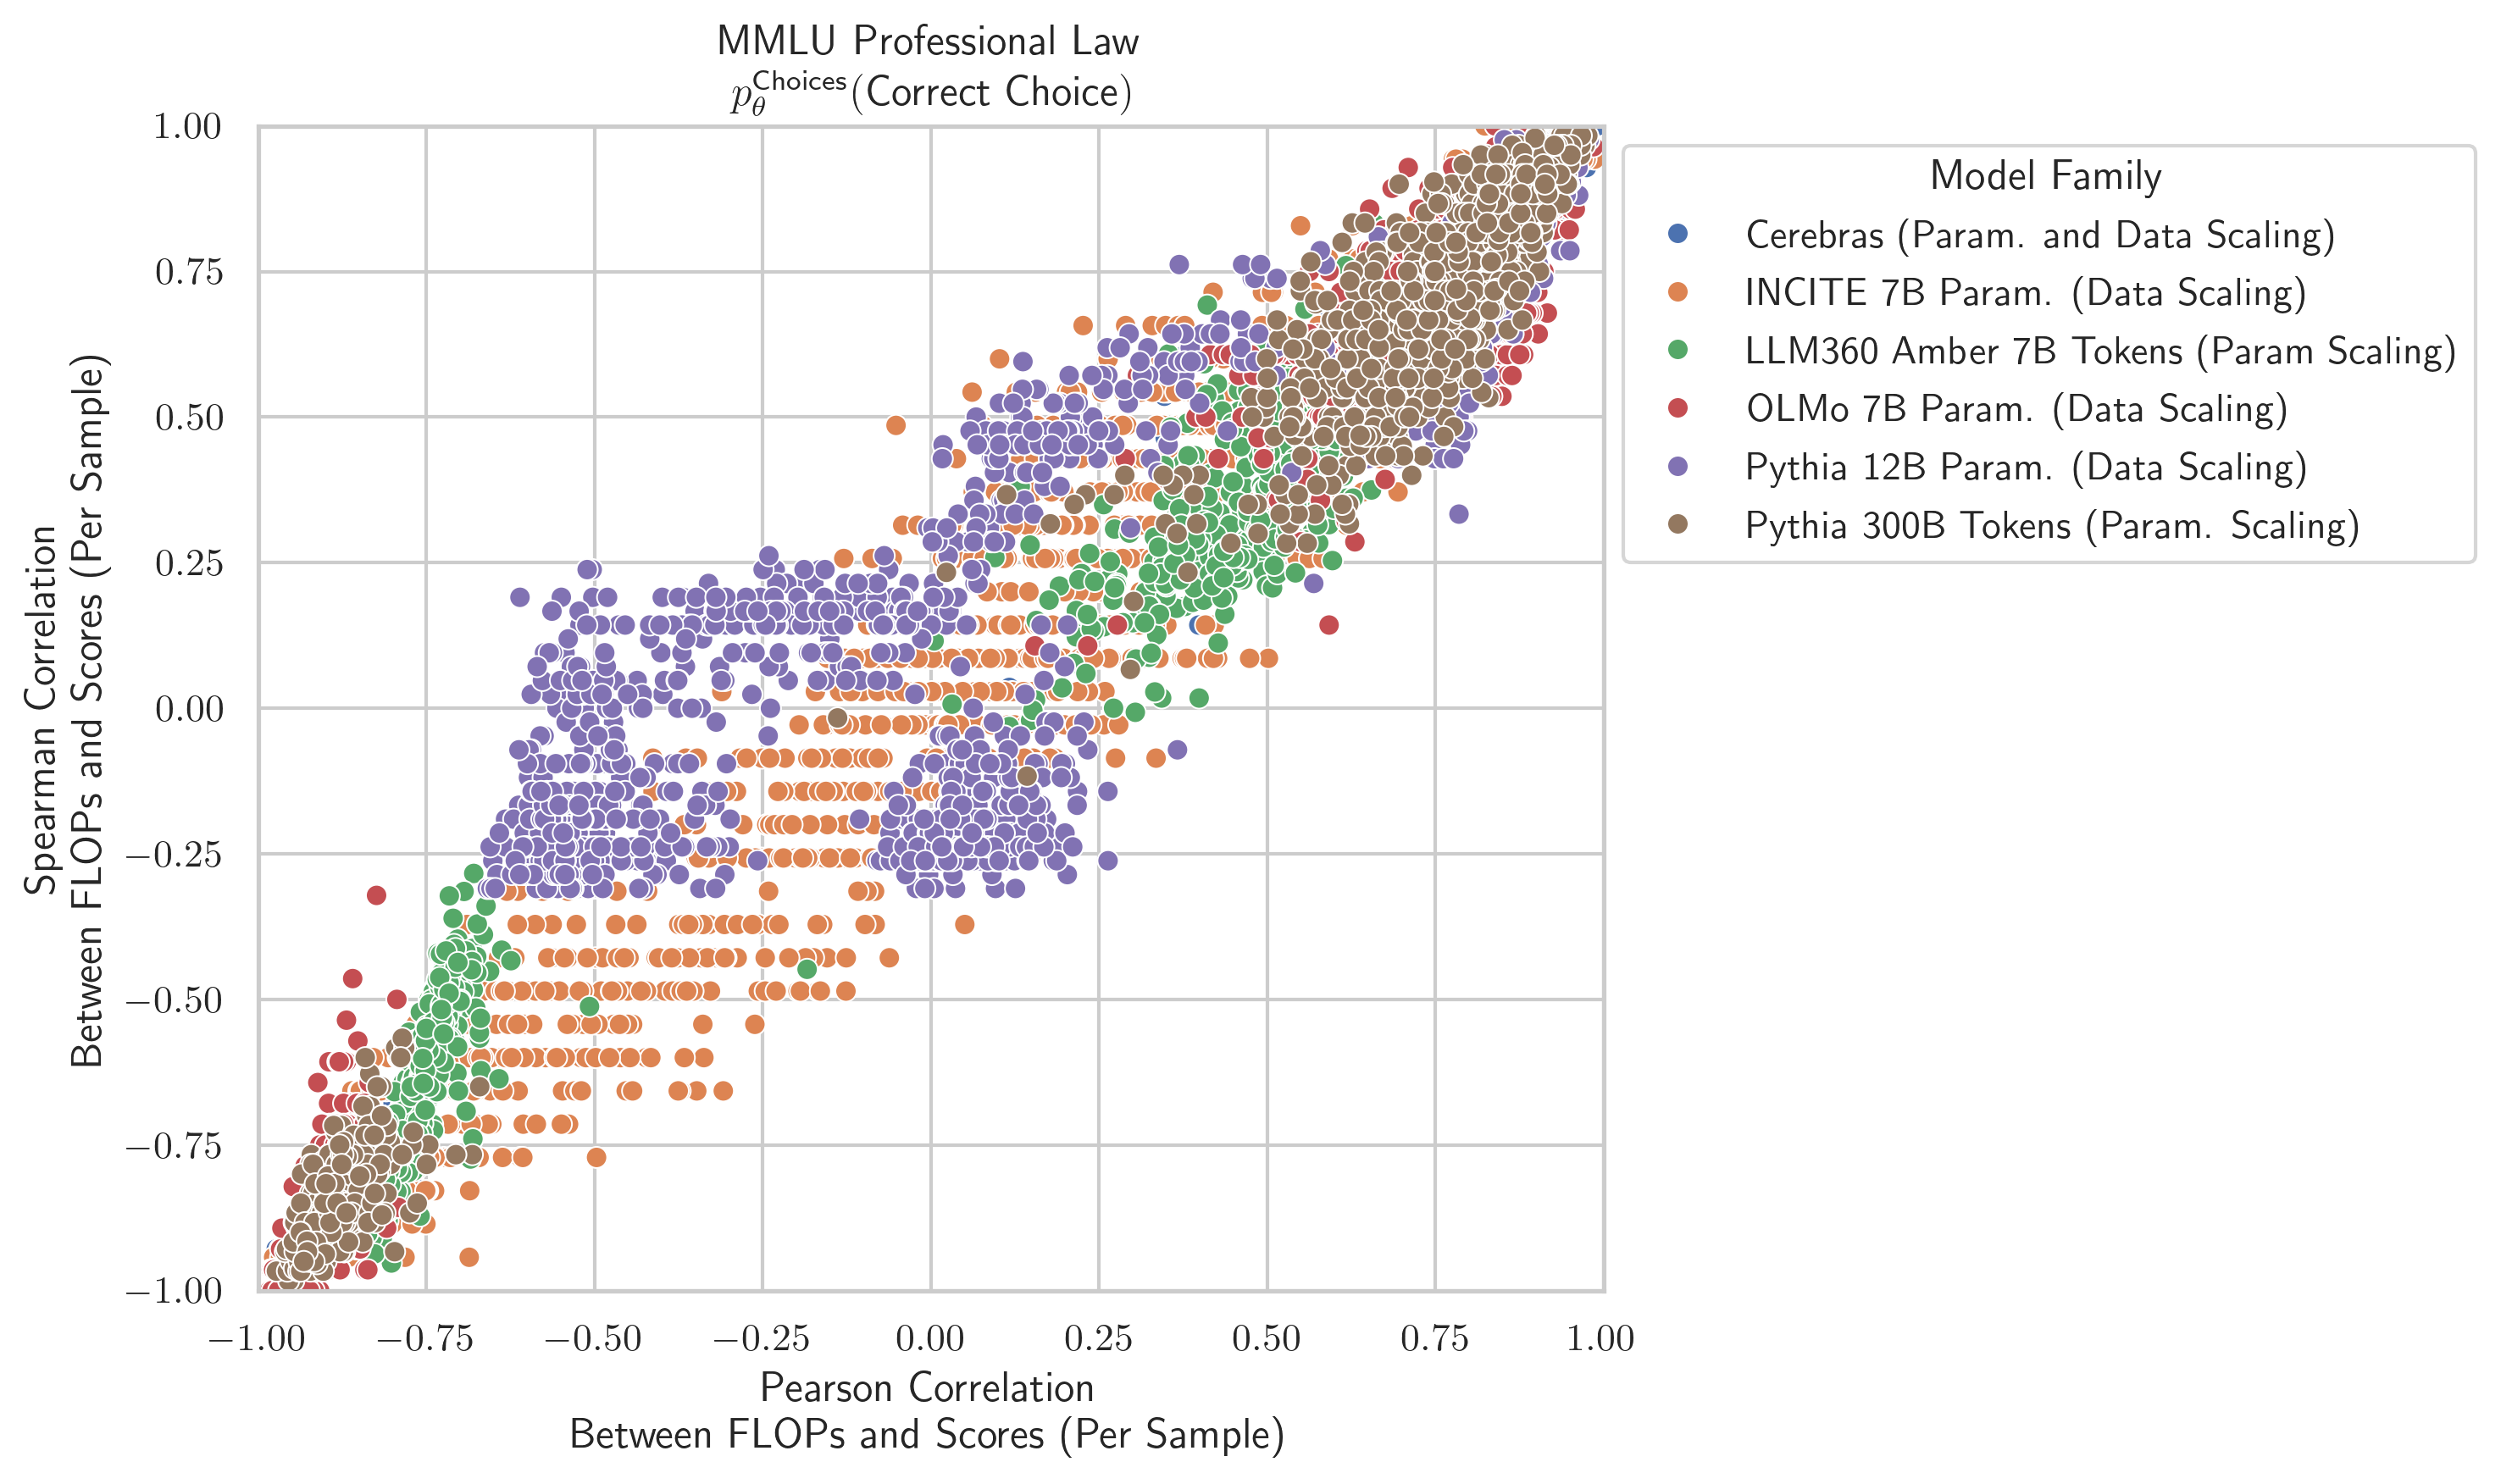 MMLU Professional Law
p_θ^Choices(Correct Choice)
1.00
0.75
0.50
0.25
0.00
−0.25
−0.50
−0.75
−1.00
Spearman Correlation
Between FLOPs and Scores (Per Sample)
−1.00 −0.75 −0.50 −0.25 0.00 0.25 0.50 0.75 1.00
Pearson Correlation
Between FLOPs and Scores (Per Sample)
Model Family
Cerebras (Param. and Data Scaling)
INCITE 7B Param. (Data Scaling)
LLM360 Amber 7B Tokens (Param Scaling)
OLMo 7B Param. (Data Scaling)
Pythia 12B Param. (Data Scaling)
Pythia 300B Tokens (Param. Scaling)